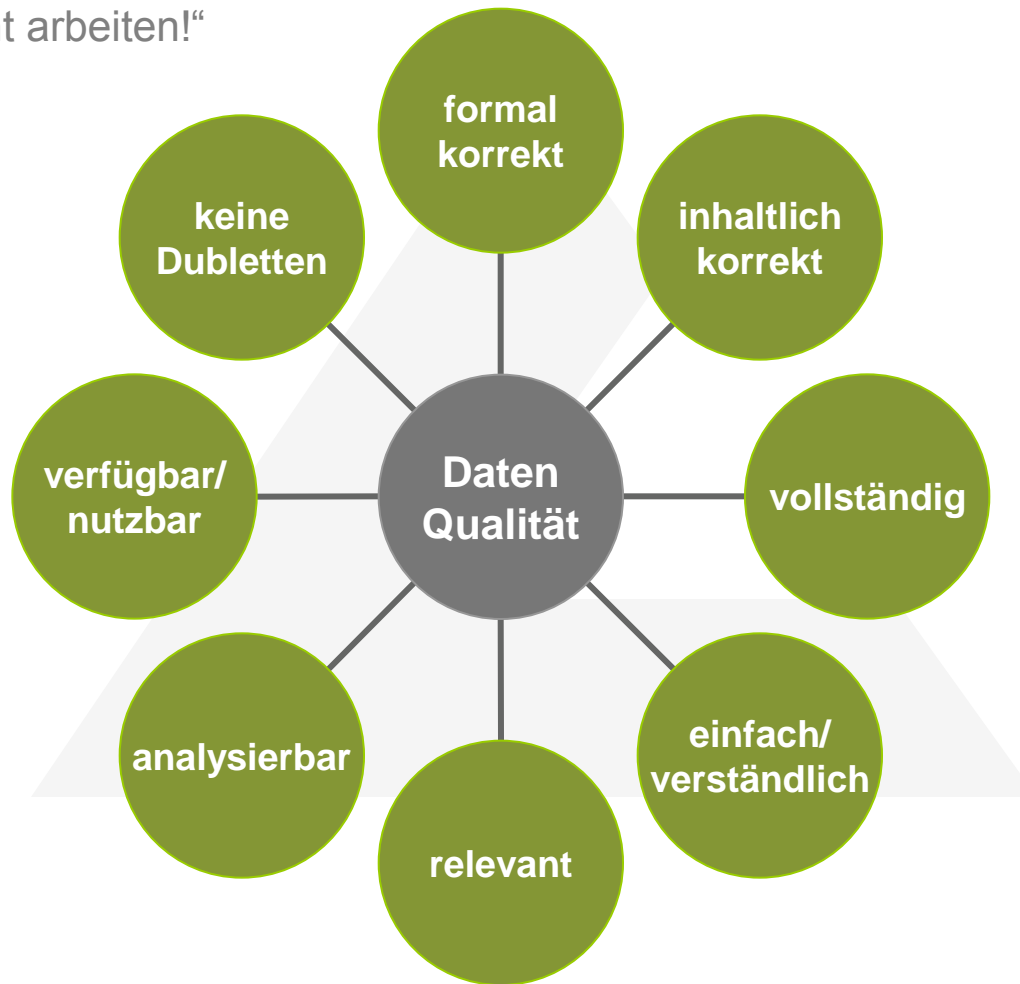 t arbeiten!“
formal
korrekt
inhaltlich
korrekt
vollständig
einfach/
verständlich
relevant
analysierbar
verfügbar/
nutzbar
keine
Dubletten
Daten
Qualität